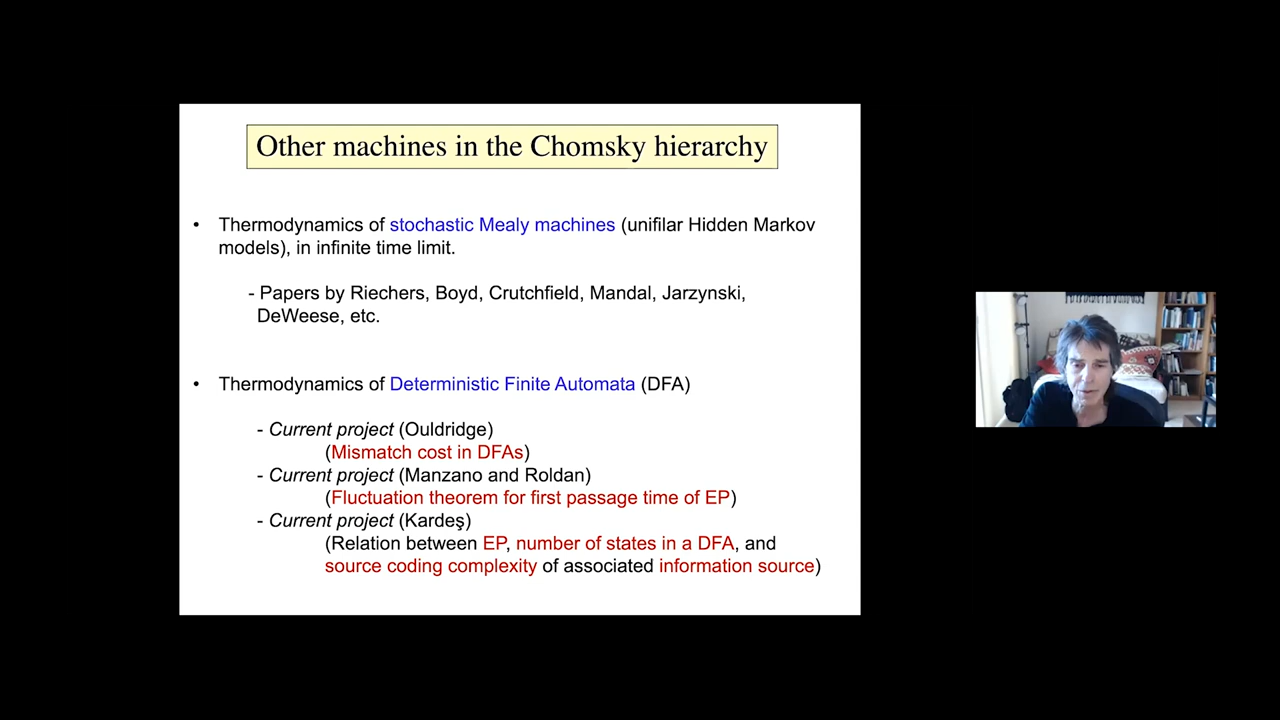 Other machines in the Chomsky hierarchy
• Thermodynamics of stochastic Mealy machines (unifilar Hidden Markov
models), in infinite time limit.
- Papers by Riechers, Boyd, Crutchfield, Mandal, Jarzynski,
DeWeese, etc.
• Thermodynamics of Deterministic Finite Automata (DFA)
- Current project (Ouldridge)
(Mismatch cost in DFAs)
- Current project (Manzano and Roldan)
(Fluctuation theorem for first passage time of EP)
- Current project (Kardeş)
(Relation between EP, number of states in a DFA, and
source coding complexity of associated information source)